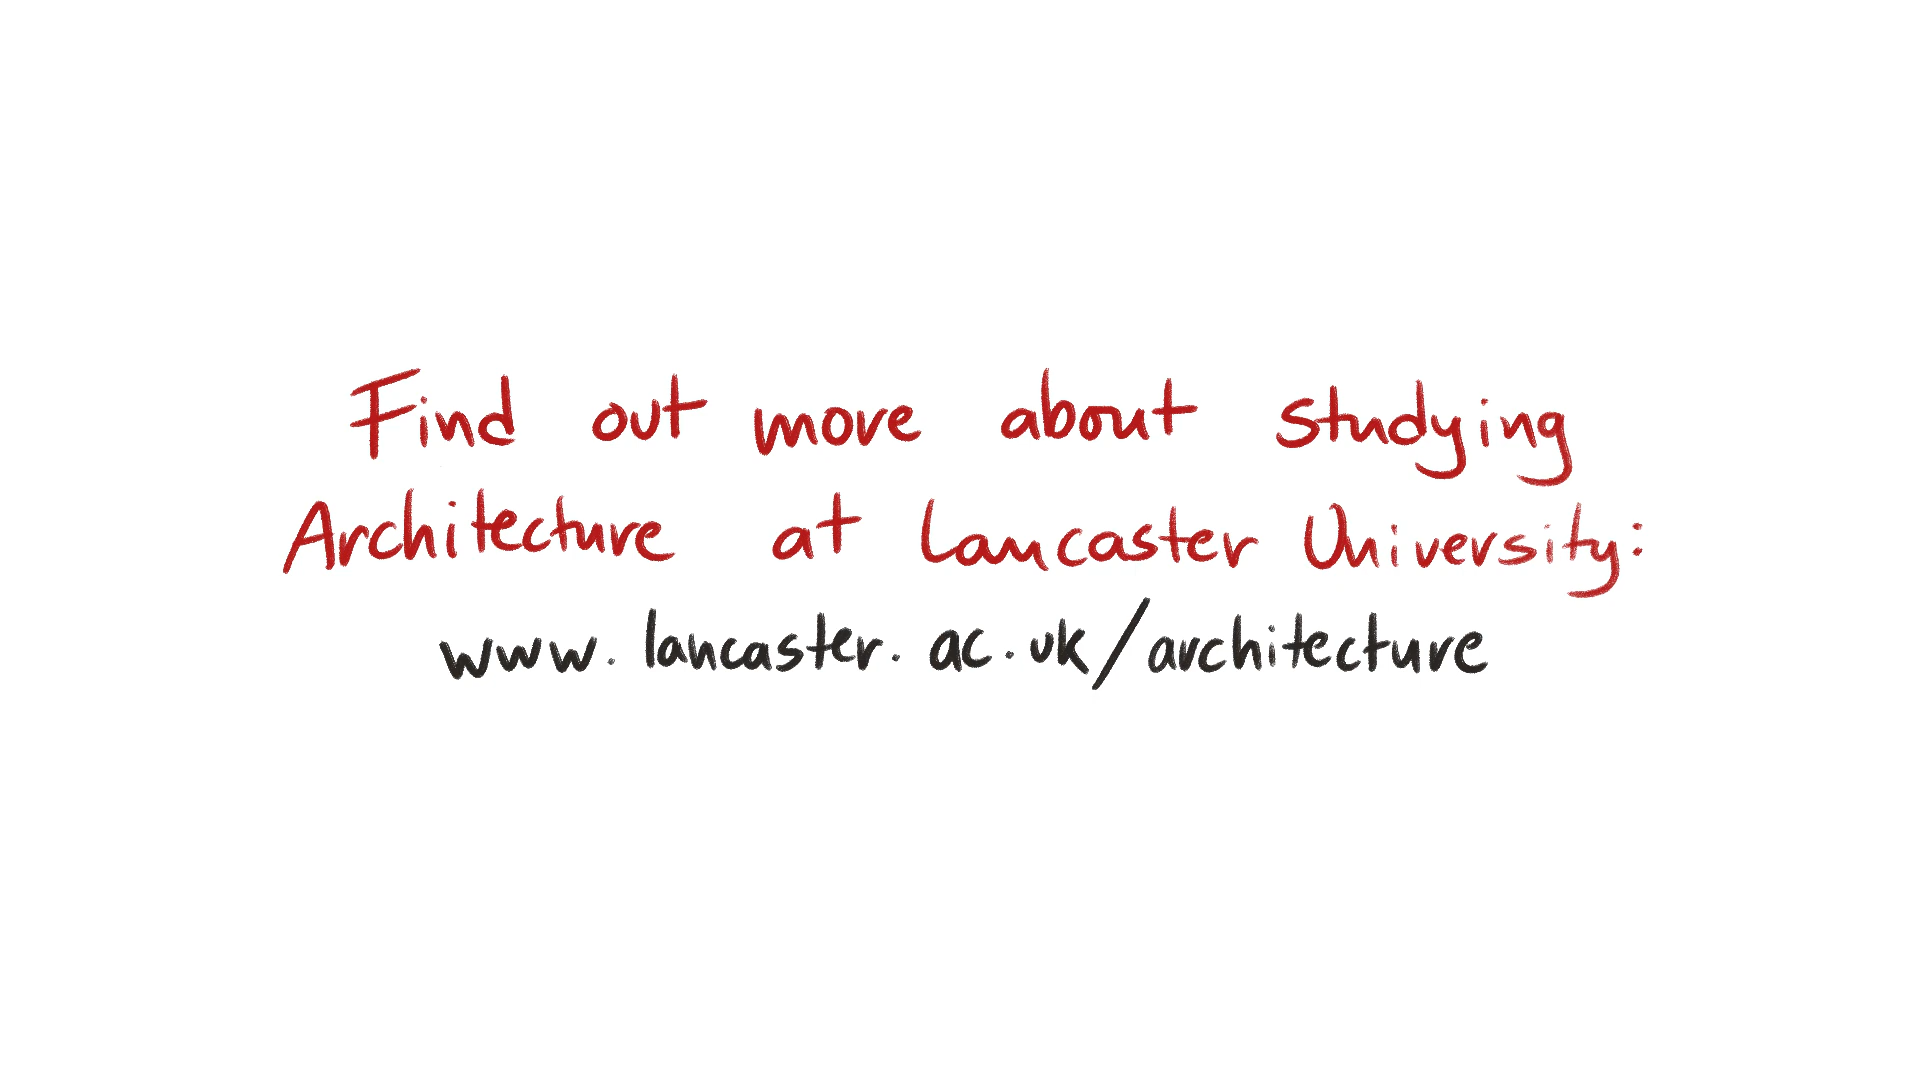 Find out more about studying
Architecture at Lancaster University:
www.lancaster.ac.uk/architecture